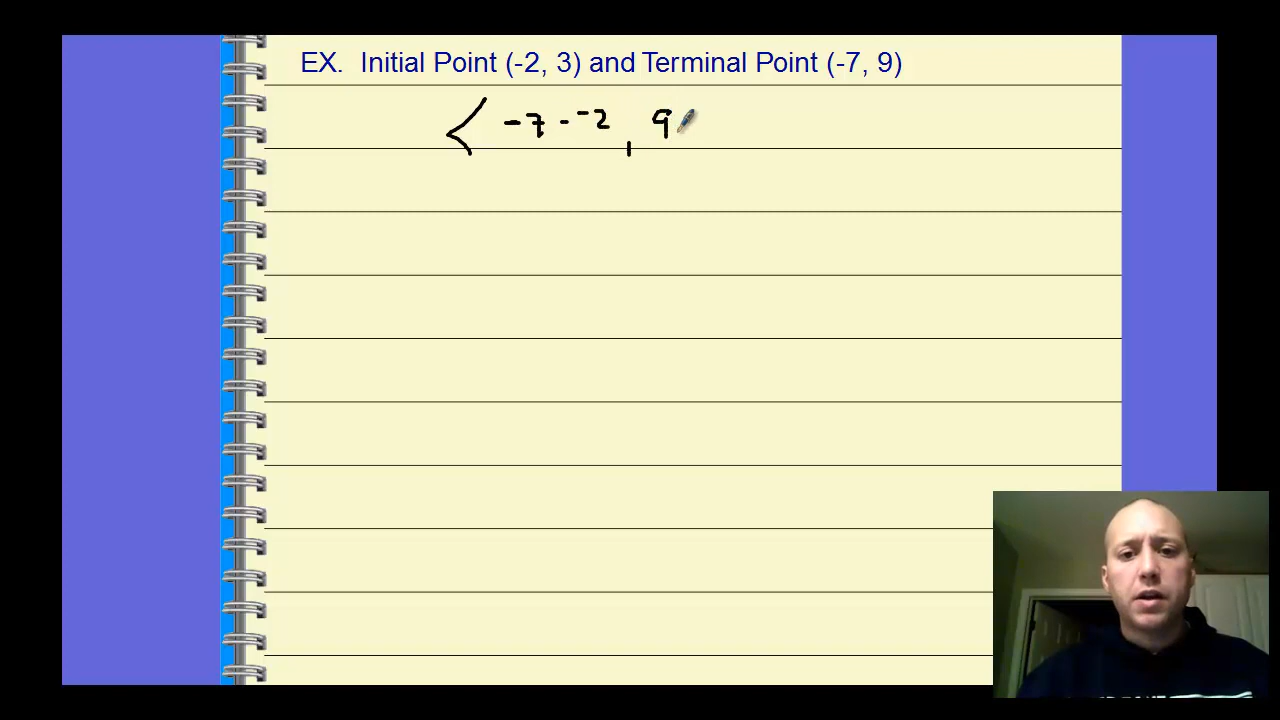 EX. Initial Point (-2, 3) and Terminal Point (-7, 9)
< -7 - -2 , 9